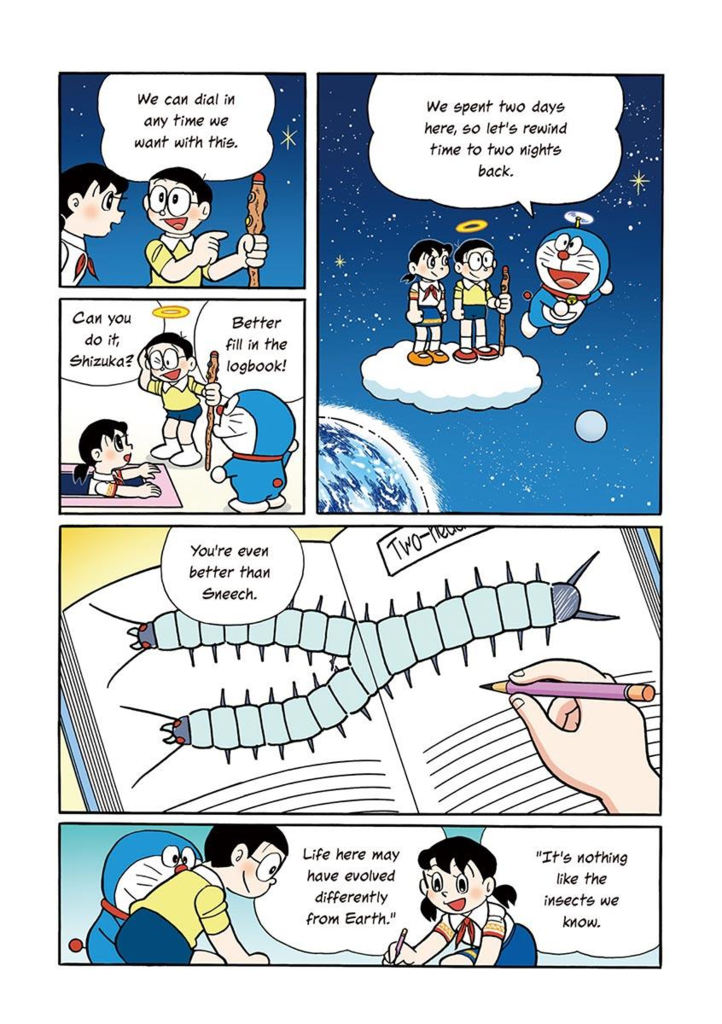 We spent two days
here, so let's rewind
time to two nights
back.
We can dial in
any time we
want with this.
Better
fill in the
logbook!
Can you
do it,
Shizuka?
Two-
You're even
better than
Sneech.
"It's nothing
like the
insects we
know.
Life here may
have evolved
differently
from Earth."